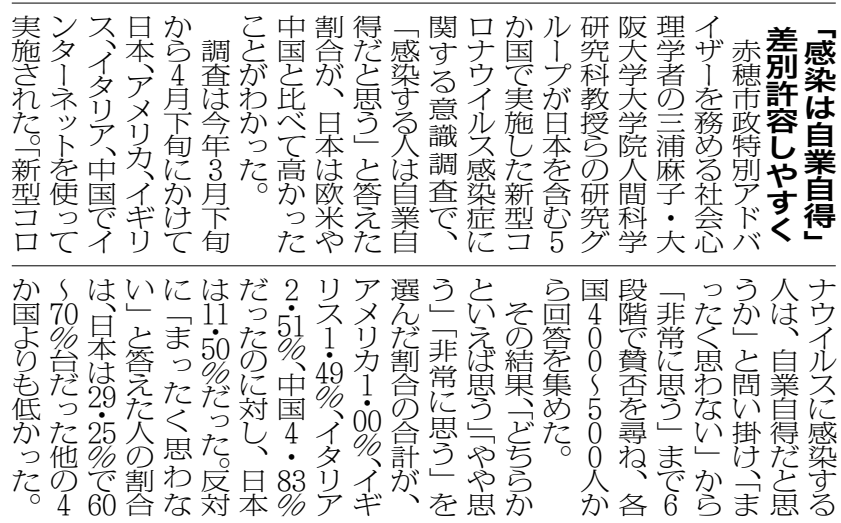 「感染は自業自得」
差別許容しやすく
赤穂市政特別アドバ
イザーを務める社会心
理学者の三浦麻子・大
阪大学大学院人間科学
研究科教授らの研究グ
ループが日本を含む5
か国で実施した新型コ
ロナウイルス感染症に
関する意識調査で、
「感染する人は自業自
得だと思う」と答えた
割合が、日本は欧米や
中国と比べて高かった
ことがわかった。
調査は今年3月下旬
から4月下旬にかけて
日本、アメリカ、イギリ
ス、イタリア、中国でイ
ンターネットを使って
実施された。「新型コロ
ナウイルスに感染する
人は、自業自得だと思
うか」と問い掛け、「ま
ったく思わない」から
「非常に思う」まで6
段階で賛否を尋ね、各
国400～500人か
ら回答を集めた。
その結果、「どちらか
といえば思う」「やや思
う」「非常に思う」を
選んだ割合の合計が、
アメリカ1・00％、イギ
リス1・49％、イタリア
2・51％、中国4・83％
だったのに対し、日本
は11・50％だった。反対
に「まったく思わな
い」と答えた人の割合
は、日本は29・25％で60
～70％台だった他の4
か国よりも低かった。